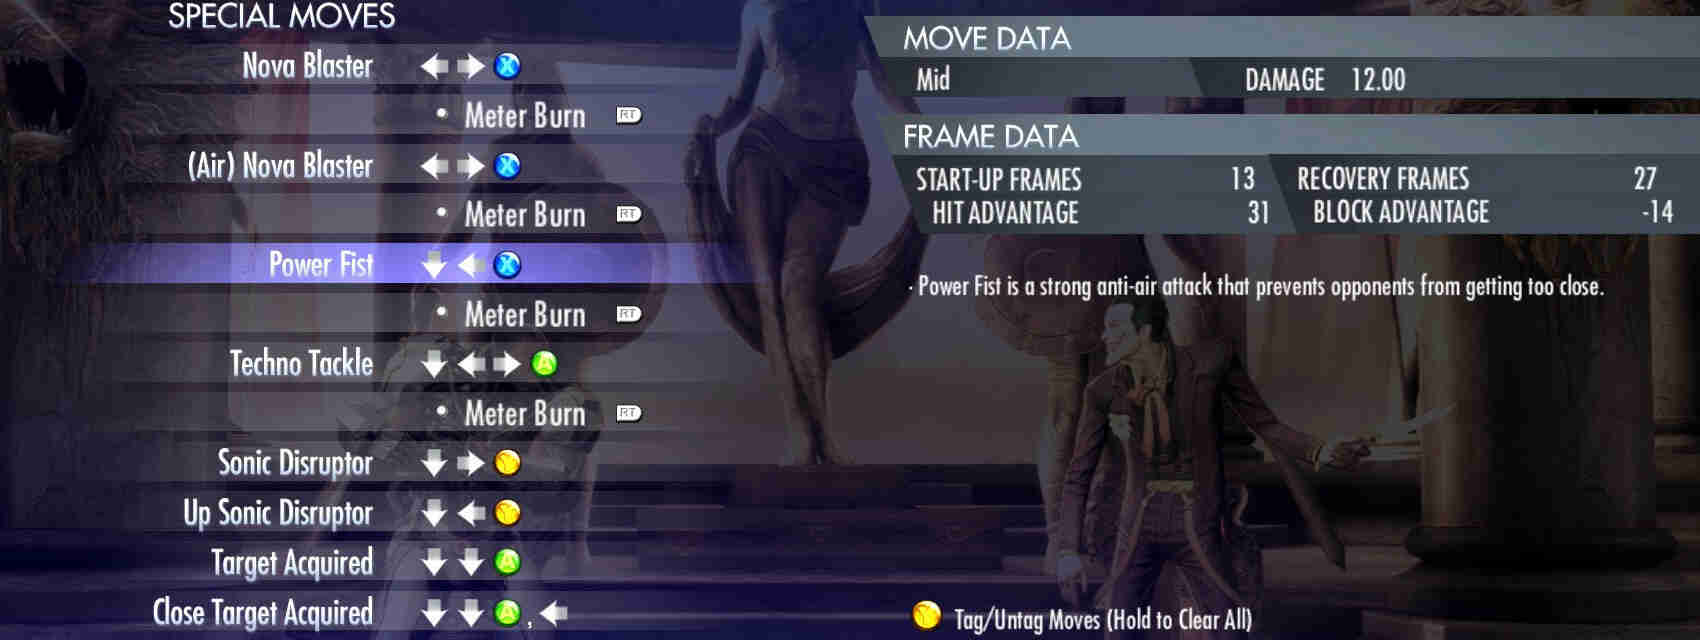 SPECIAL MOVES
Nova Blaster X
• Meter Burn RT
(Air) Nova Blaster X
• Meter Burn RT
Power Fist X
• Meter Burn RT
Techno Tackle A
• Meter Burn RT
Sonic Disruptor Y
Up Sonic Disruptor Y
Target Acquired A
Close Target Acquired A ,
MOVE DATA
Mid DAMAGE 12.00
FRAME DATA
START-UP FRAMES 13 RECOVERY FRAMES 27
HIT ADVANTAGE 31 BLOCK ADVANTAGE -14
· Power Fist is a strong anti-air attack that prevents opponents from getting too close.
Y Tag/Untag Moves (Hold to Clear All)